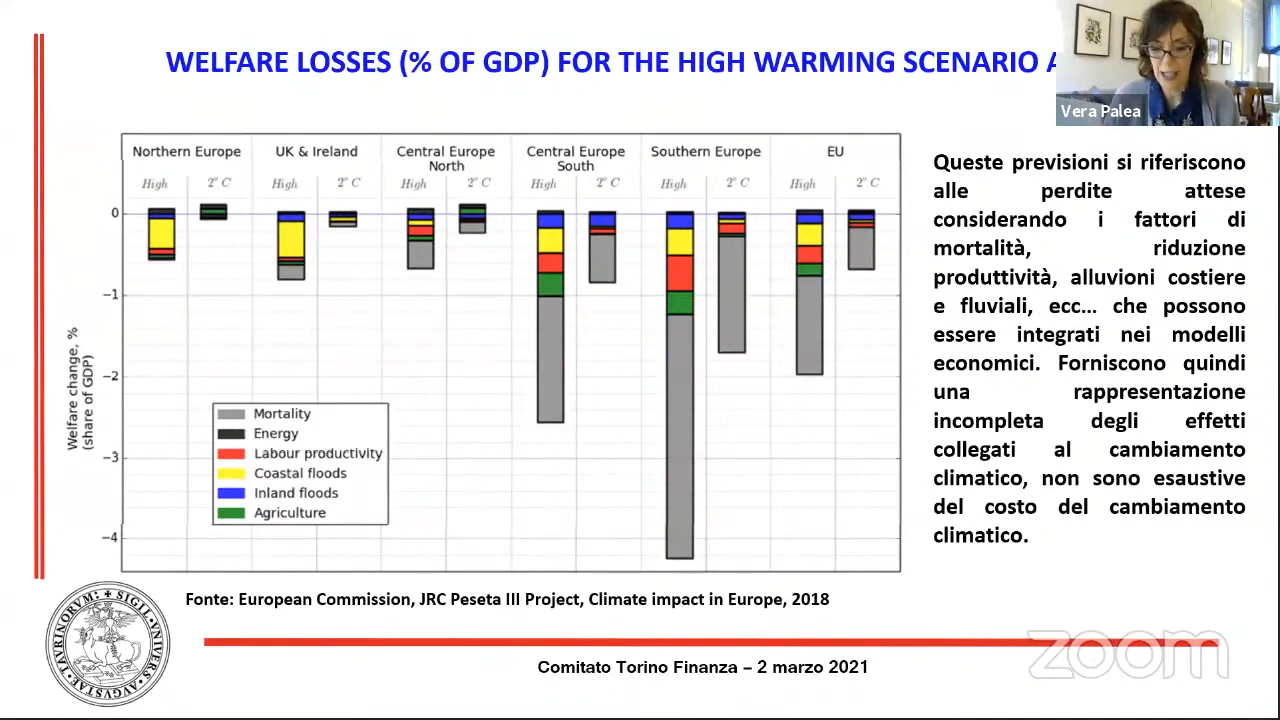 WELFARE LOSSES (% OF GDP) FOR THE HIGH WARMING SCENARIO
Vera Palea
Northern Europe
UK & Ireland
Central Europe
North
Central Europe
South
Southern Europe
EU
High 2° C High 2° C High 2° C High 2° C High 2° C High 2° C
0
−1
−2
−3
−4
Welfare change, %
(share of GDP)
Mortality
Energy
Labour productivity
Coastal floods
Inland floods
Agriculture
Queste previsioni si riferiscono
alle perdite attese
considerando i fattori di
mortalità, riduzione
produttività, alluvioni costiere
e fluviali, ecc... che possono
essere integrati nei modelli
economici. Forniscono quindi
una rappresentazione
incompleta degli effetti
collegati al cambiamento
climatico, non sono esaustive
del costo del cambiamento
climatico.
Fonte: European Commission, JRC Peseta III Project, Climate impact in Europe, 2018
SIGIL VNIVERS AVGVSTAE TAVRINORVM
Comitato Torino Finanza – 2 marzo 2021
zoom